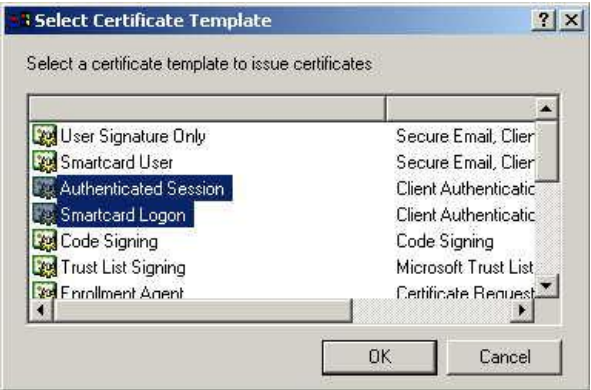 Select Certificate Template
Select a certificate template to issue certificates
User Signature Only Secure Email, Clier
Smartcard User Secure Email, Clier
Authenticated Session Client Authenticatic
Smartcard Logon Client Authenticatic
Code Signing Code Signing
Trust List Signing Microsoft Trust List
Enrollment Agent Certificate Request
OK Cancel